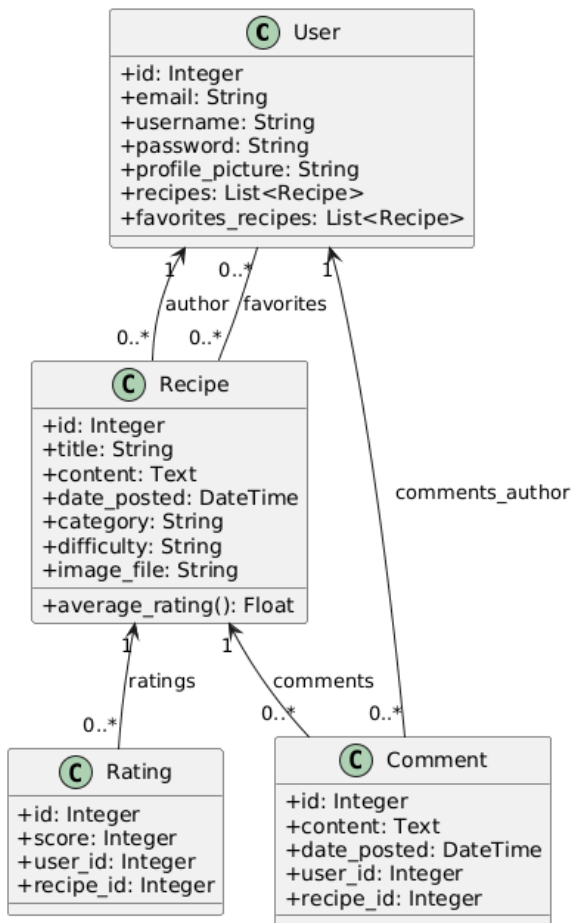 C User
+id: Integer
+email: String
+username: String
+password: String
+profile_picture: String
+recipes: List<Recipe>
+favorites_recipes: List<Recipe>
1 0..* 1
author favorites
0..* 0..*
C Recipe
+id: Integer
+title: String
+content: Text
+date_posted: DateTime
+category: String
+difficulty: String
+image_file: String
+average_rating(): Float
comments_author
1 1
ratings comments
0..* 0..* 0..*
C Rating
+id: Integer
+score: Integer
+user_id: Integer
+recipe_id: Integer
C Comment
+id: Integer
+content: Text
+date_posted: DateTime
+user_id: Integer
+recipe_id: Integer